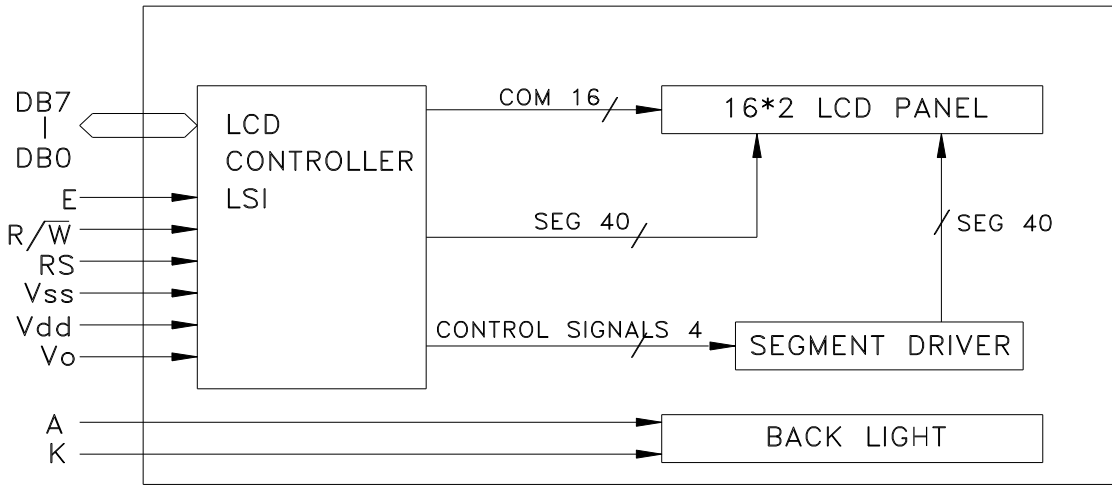 DB7
DB0
E
R/W̅
RS
Vss
Vdd
Vo
A
K
LCD
CONTROLLER
LSI
COM 16
16*2 LCD PANEL
SEG 40
SEG 40
CONTROL SIGNALS 4
SEGMENT DRIVER
BACK LIGHT